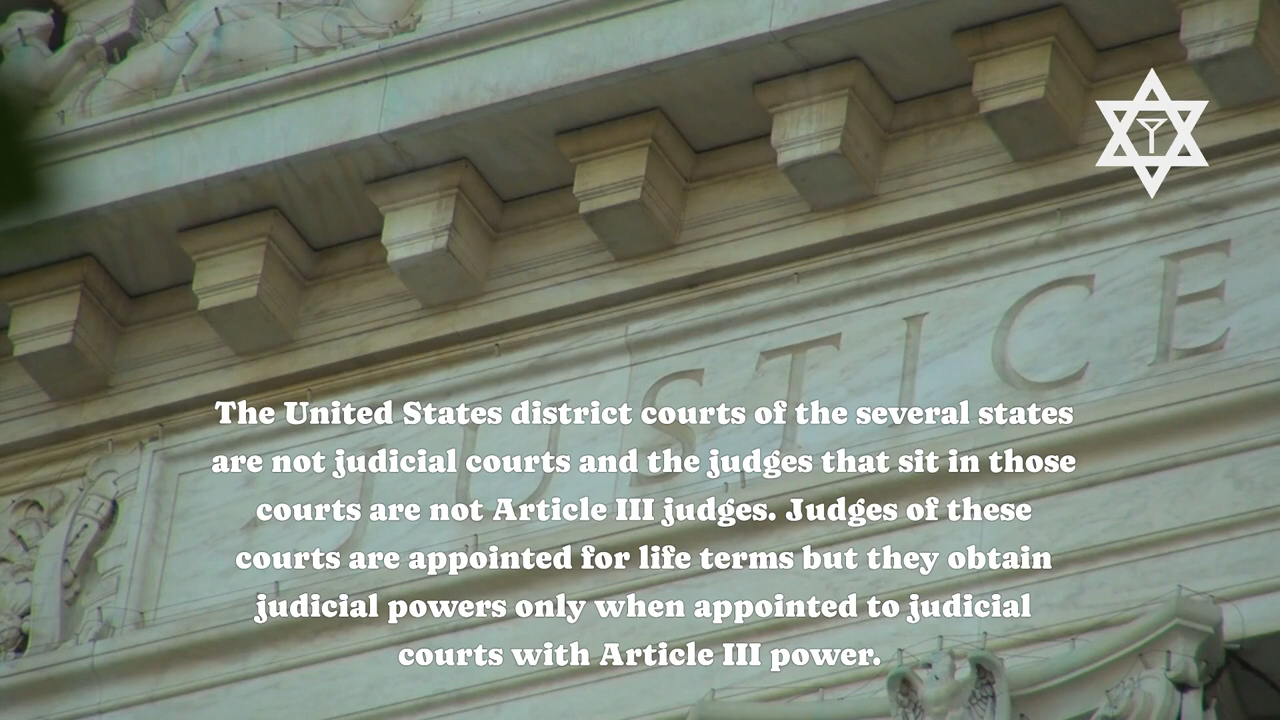 JUSTICE
The United States district courts of the several states
are not judicial courts and the judges that sit in those
courts are not Article III judges. Judges of these
courts are appointed for life terms but they obtain
judicial powers only when appointed to judicial
courts with Article III power.